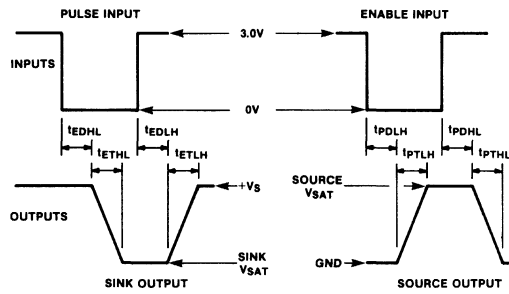 PULSE INPUT
ENABLE INPUT
3.0V
INPUTS
0V
tEDHL
tEDLH
tPDLH
tPDHL
tETHL
tETLH
tPTLH
tPTHL
+VS
SOURCE
VSAT
OUTPUTS
SINK
VSAT
GND
SINK OUTPUT
SOURCE OUTPUT